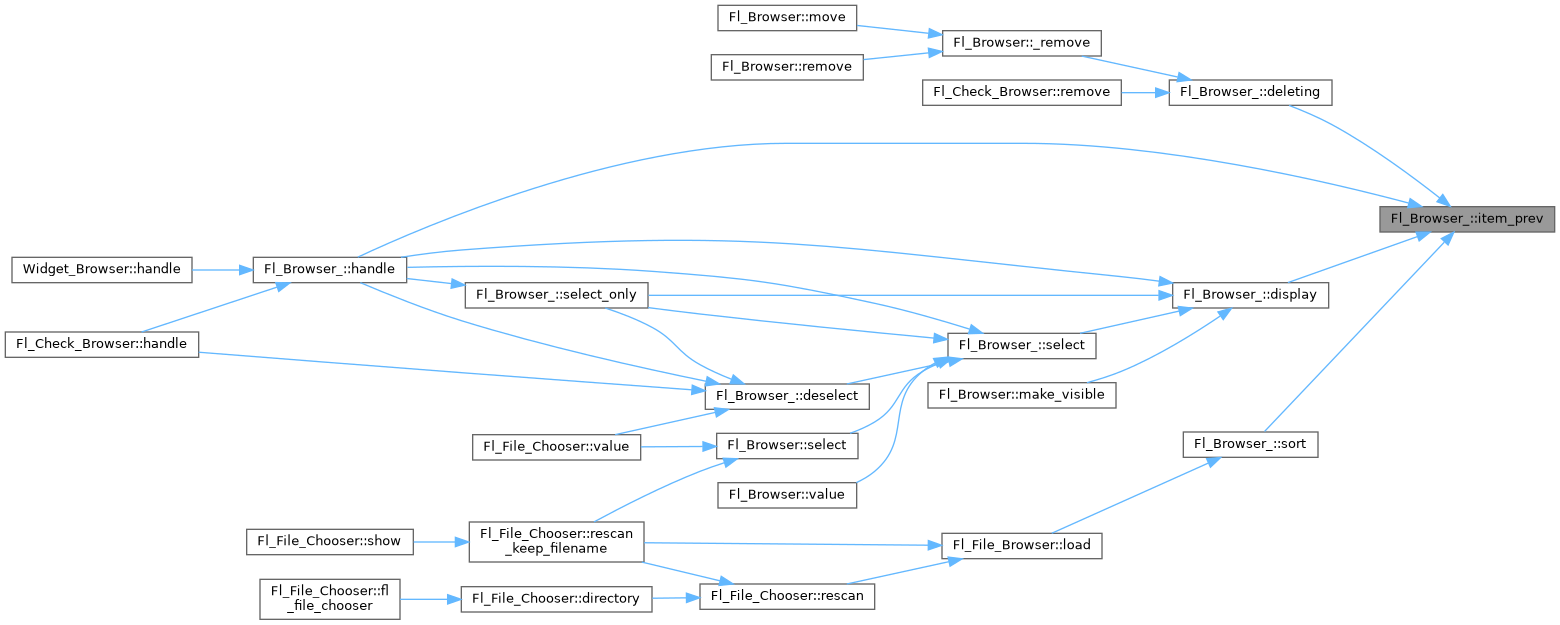 Fl_Browser::move
Fl_Browser::_remove
Fl_Browser::remove
Fl_Check_Browser::remove
Fl_Browser_::deleting
Fl_Browser_::item_prev
Widget_Browser::handle
Fl_Browser_::handle
Fl_Browser_::select_only
Fl_Browser_::display
Fl_Check_Browser::handle
Fl_Browser_::select
Fl_Browser_::deselect
Fl_Browser::make_visible
Fl_File_Chooser::value
Fl_Browser::select
Fl_Browser_::sort
Fl_Browser::value
Fl_File_Chooser::show
Fl_File_Chooser::rescan
_keep_filename
Fl_File_Browser::load
Fl_File_Chooser::fl
_file_chooser
Fl_File_Chooser::directory
Fl_File_Chooser::rescan